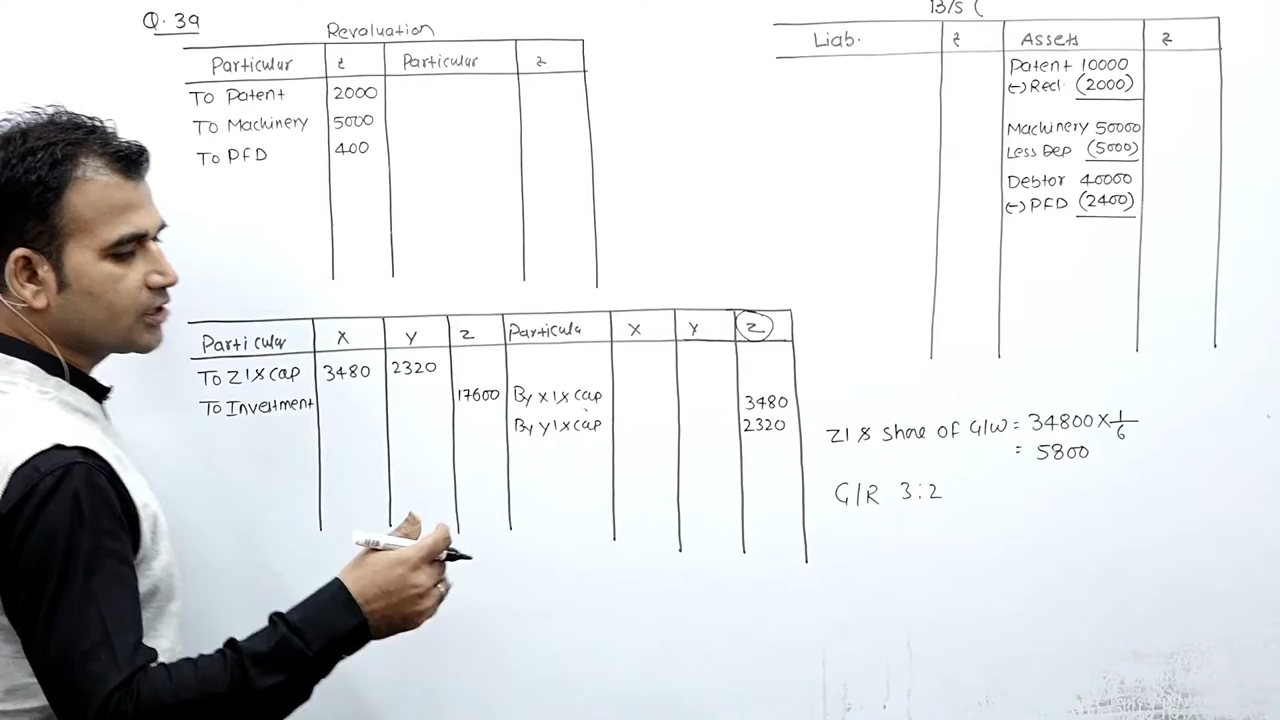 Q. 39
Revaluation
Particular ₹ Particular ₹
To Patent 2000
To Machinery 5000
To PFD 400
B/S (
Liab. ₹ Assets ₹
Patent 10000
(-) Red. (2000)
Machinery 50000
Less Dep (5000)
Debtor 40000
(-) PFD (2400)
Particular X Y Z Particula X Y Z
To Z's cap 3480 2320
To Investment 17600 By X's cap 3480
By Y's cap 2320
Z's share of G/W = 34800 × 1/6
= 5800
G/R 3:2